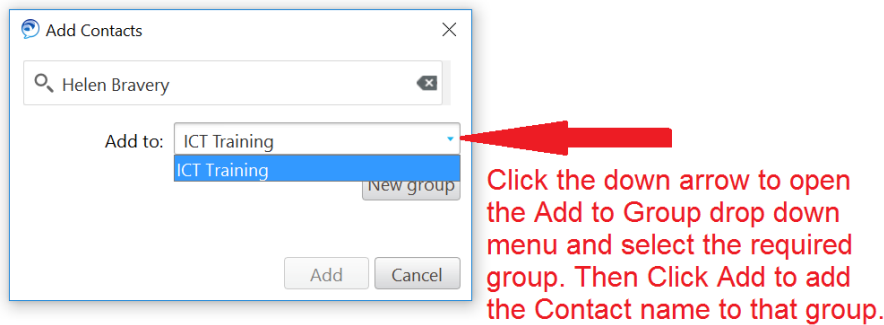 Add Contacts
Helen Bravery
Add to: ICT Training
ICT Training
New group
Add Cancel
Click the down arrow to open
the Add to Group drop down
menu and select the required
group. Then Click Add to add
the Contact name to that group.